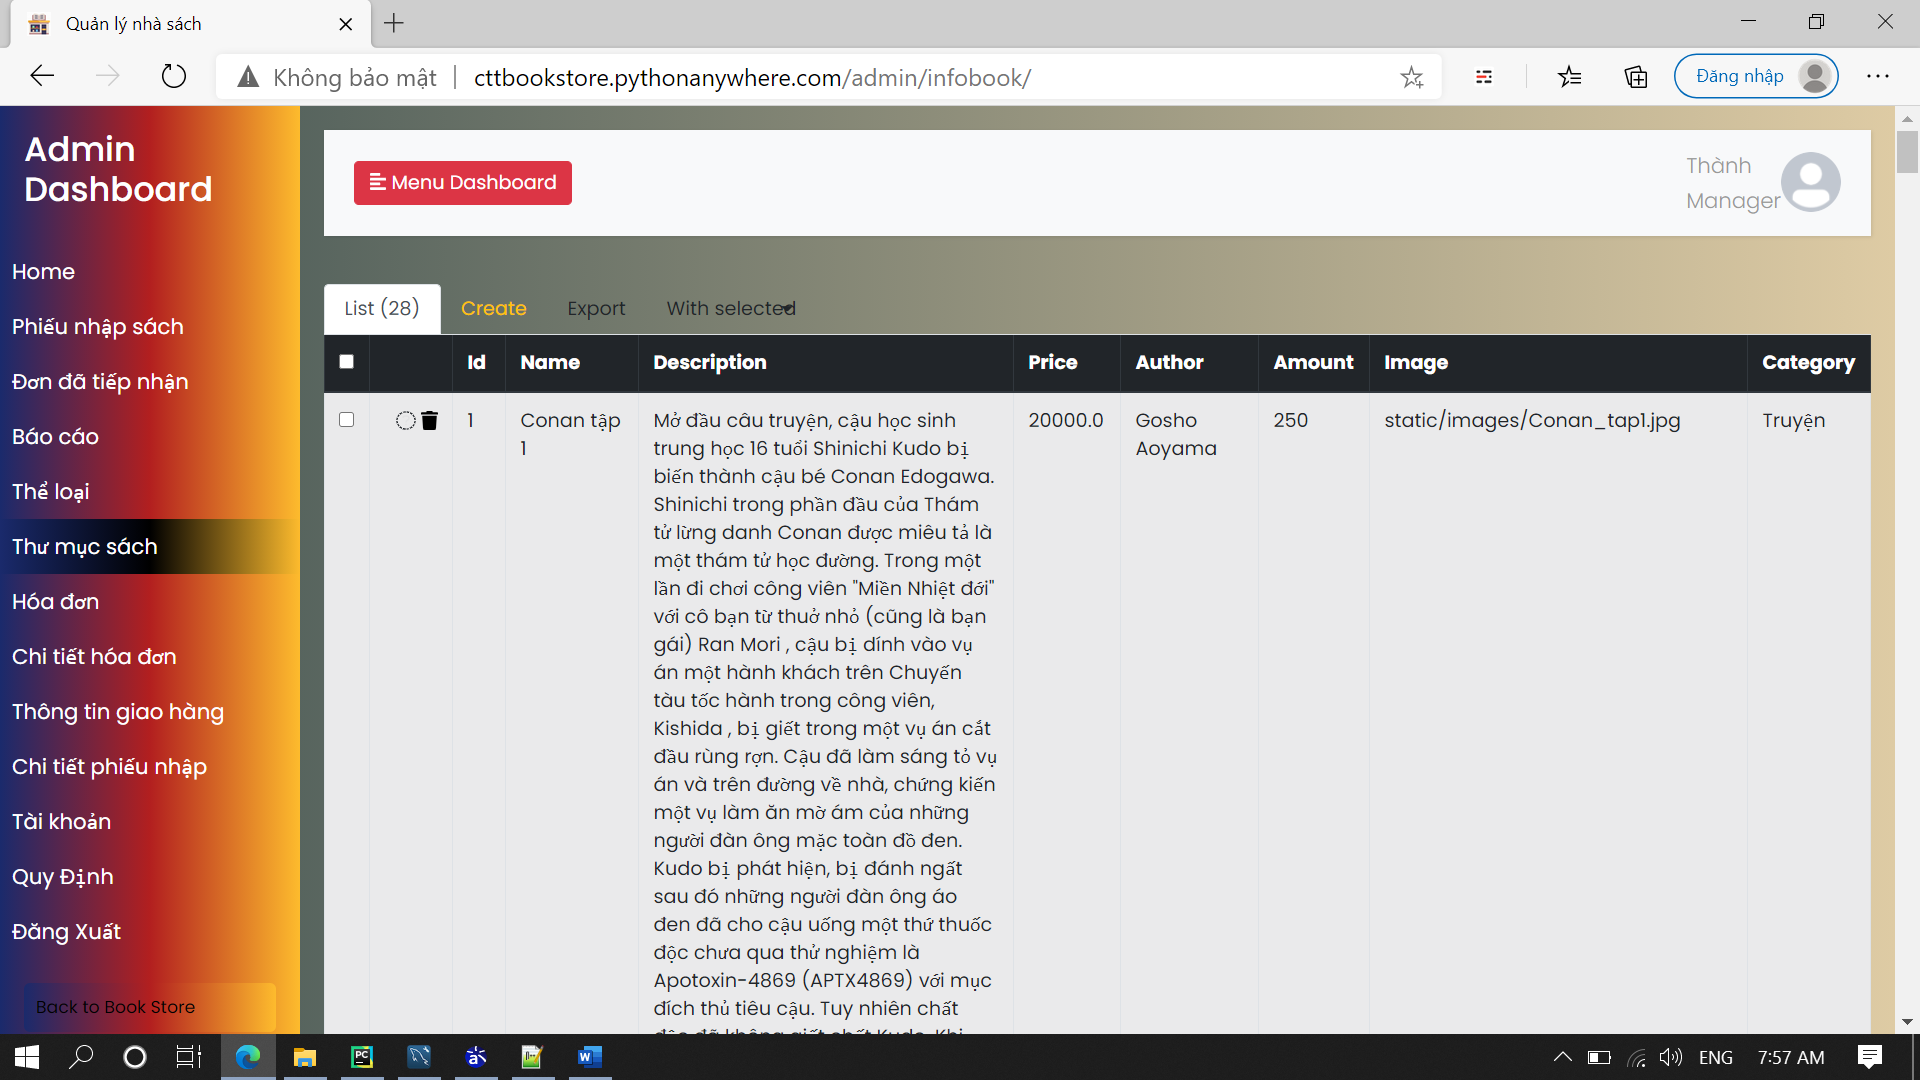 Quản lý nhà sách
Không bảo mật
cttbookstore.pythonanywhere.com/admin/infobook/
Đăng nhập
Admin
Dashboard
Home
Phiếu nhập sách
Đơn đã tiếp nhận
Báo cáo
Thể loại
Thư mục sách
Hóa đơn
Chi tiết hóa đơn
Thông tin giao hàng
Chi tiết phiếu nhập
Tài khoản
Quy Định
Đăng Xuất
Back to Book Store
Menu Dashboard
Thành
Manager
List (28) Create Export With selected
Id Name Description Price Author Amount Image Category
1
Conan tập
1
Mở đầu câu truyện, cậu học sinh
trung học 16 tuổi Shinichi Kudo bị
biến thành cậu bé Conan Edogawa.
Shinichi trong phần đầu của Thám
tử lừng danh Conan được miêu tả là
một thám tử học đường. Trong một
lần đi chơi công viên "Miền Nhiệt đới"
với cô bạn từ thuở nhỏ (cũng là bạn
gái) Ran Mori , cậu bị dính vào vụ
án một hành khách trên Chuyến
tàu tốc hành trong công viên,
Kishida , bị giết trong một vụ án cắt
đầu rùng rợn. Cậu đã làm sáng tỏ vụ
án và trên đường về nhà, chứng kiến
một vụ làm ăn mờ ám của những
người đàn ông mặc toàn đồ đen.
Kudo bị phát hiện, bị đánh ngất
sau đó những người đàn ông áo
đen đã cho cậu uống một thứ thuốc
độc chưa qua thử nghiệm là
Apotoxin-4869 (APTX4869) với mục
đích thủ tiêu cậu. Tuy nhiên chất
độc đã không giết chết Kudo. Khi
20000.0
Gosho
Aoyama
250
static/images/Conan_tap1.jpg
Truyện
ENG
7:57 AM